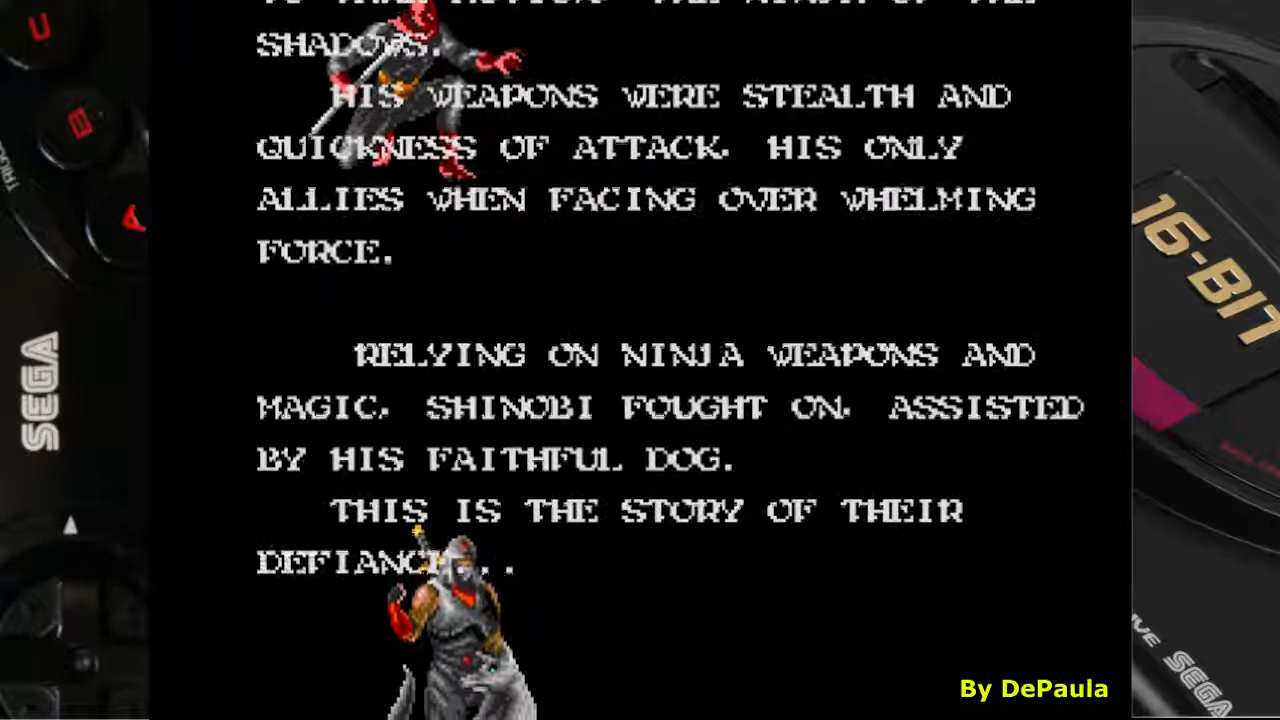 SHADOWS.
HIS WEAPONS WERE STEALTH AND
QUICKNESS OF ATTACK. HIS ONLY
ALLIES WHEN FACING OVER WHELMING
FORCE.
RELYING ON NINJA WEAPONS AND
MAGIC, SHINOBI FOUGHT ON. ASSISTED
BY HIS FAITHFUL DOG.
THIS IS THE STORY OF THEIR
DEFIANCE...
By DePaula
U
B
A
SEGA
16-BIT
SEGA